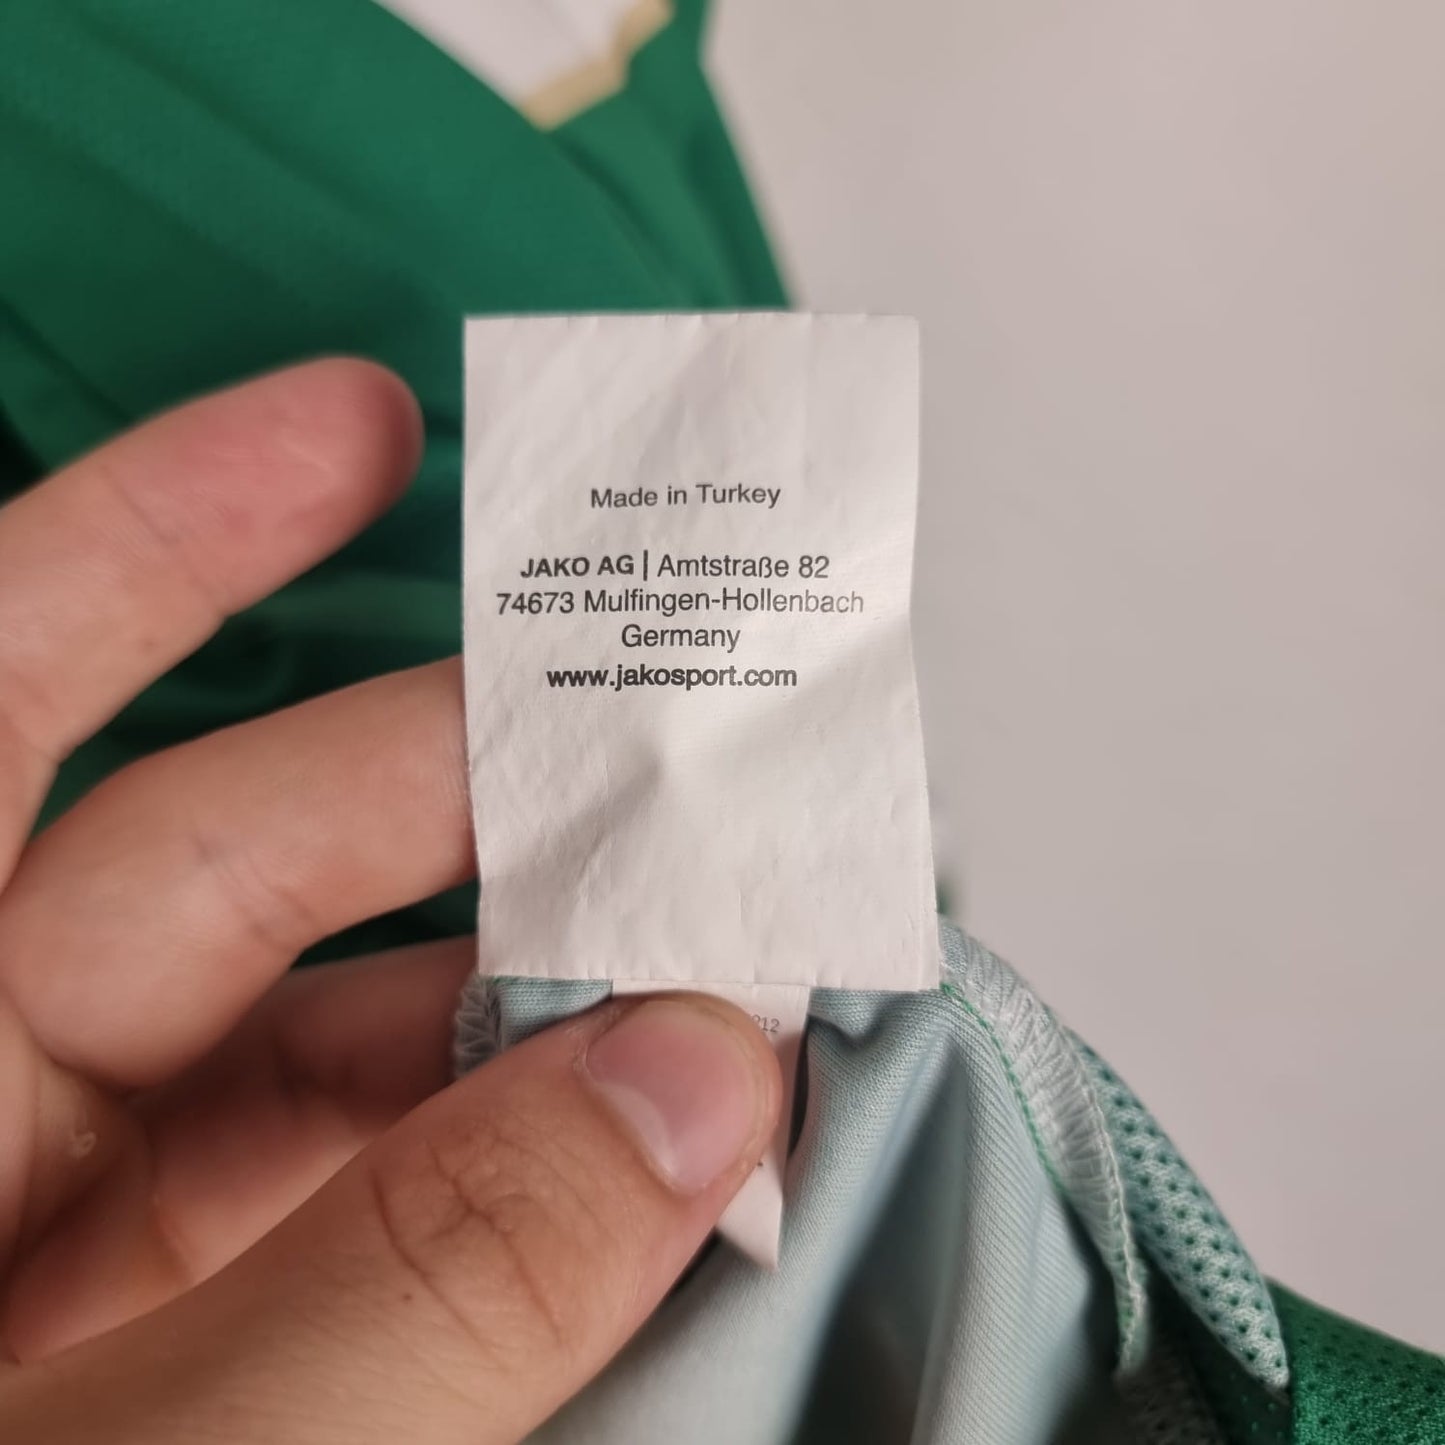 Made in Turkey
JAKO AG | Amtstraße 82
74673 Mulfingen-Hollenbach
Germany
www.jakosport.com